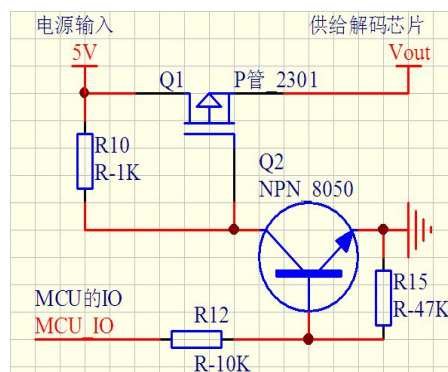 电源输入
供给解码芯片
5V
Vout
Q1
P管_2301
R10
R-1K
Q2
NPN_8050
MCU的IO
MCU_IO
R12
R-10K
R15
R-47K